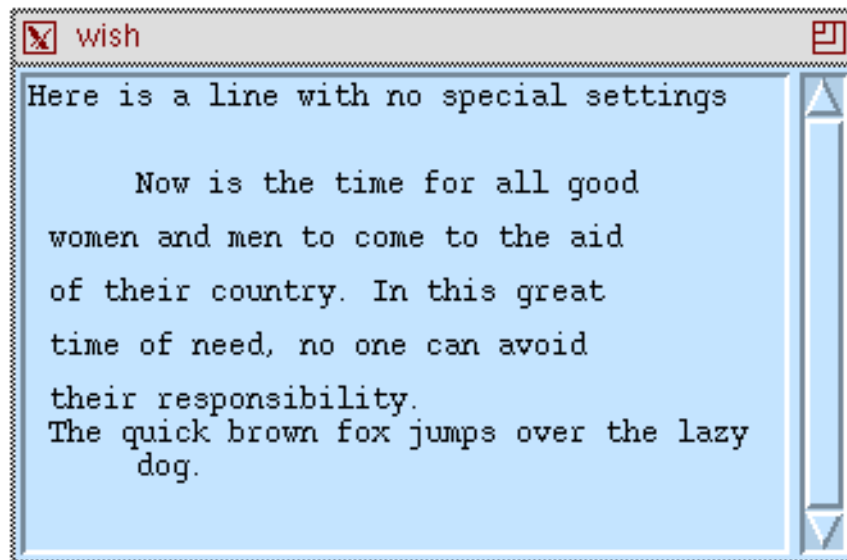 wish
Here is a line with no special settings
Now is the time for all good
women and men to come to the aid
of their country. In this great
time of need, no one can avoid
their responsibility.
The quick brown fox jumps over the lazy
dog.